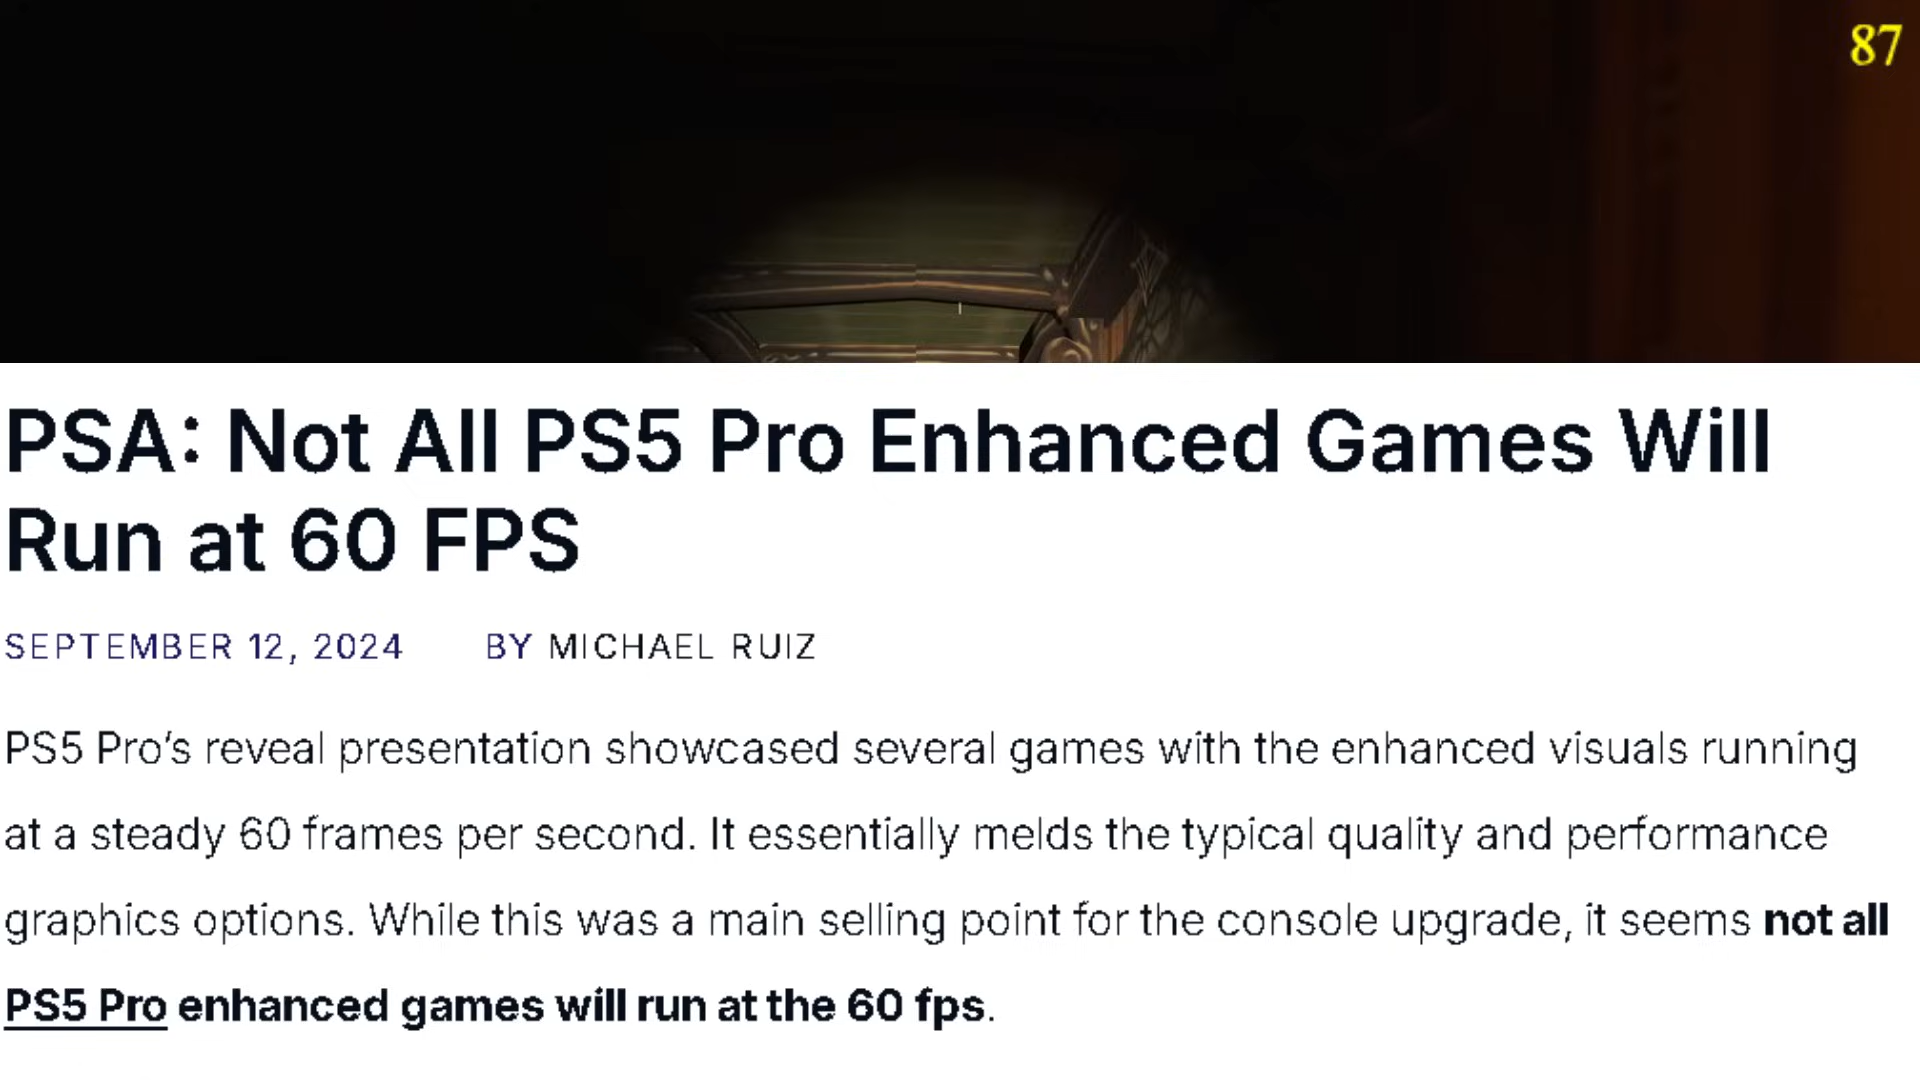 87
PSA: Not All PS5 Pro Enhanced Games Will
Run at 60 FPS
SEPTEMBER 12, 2024 BY MICHAEL RUIZ
PS5 Pro’s reveal presentation showcased several games with the enhanced visuals running
at a steady 60 frames per second. It essentially melds the typical quality and performance
graphics options. While this was a main selling point for the console upgrade, it seems not all
PS5 Pro enhanced games will run at the 60 fps.